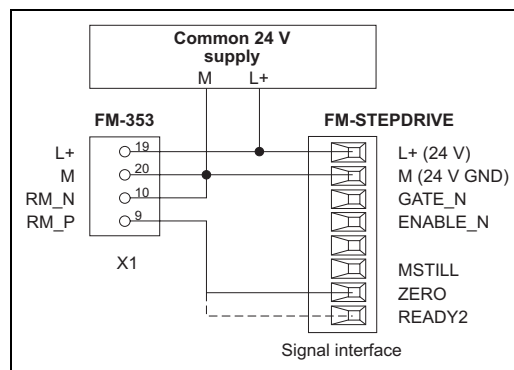 Common 24 V
supply
M L+
FM-353 FM-STEPDRIVE
L+ 19 L+ (24 V)
M 20 M (24 V GND)
RM_N 10 GATE_N
RM_P 9 ENABLE_N
X1 MSTILL
ZERO
READY2
Signal interface